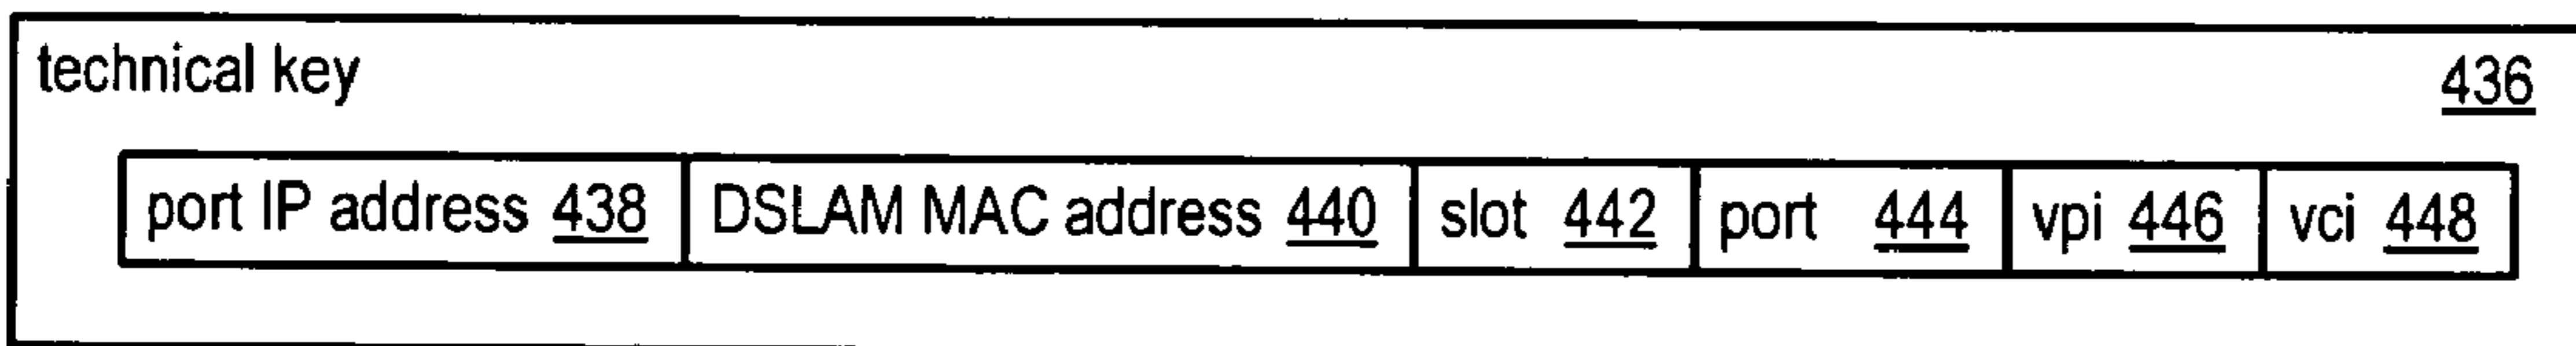 technical key 436
port IP address 438 DSLAM MAC address 440 slot 442 port 444 vpi 446 vci 448